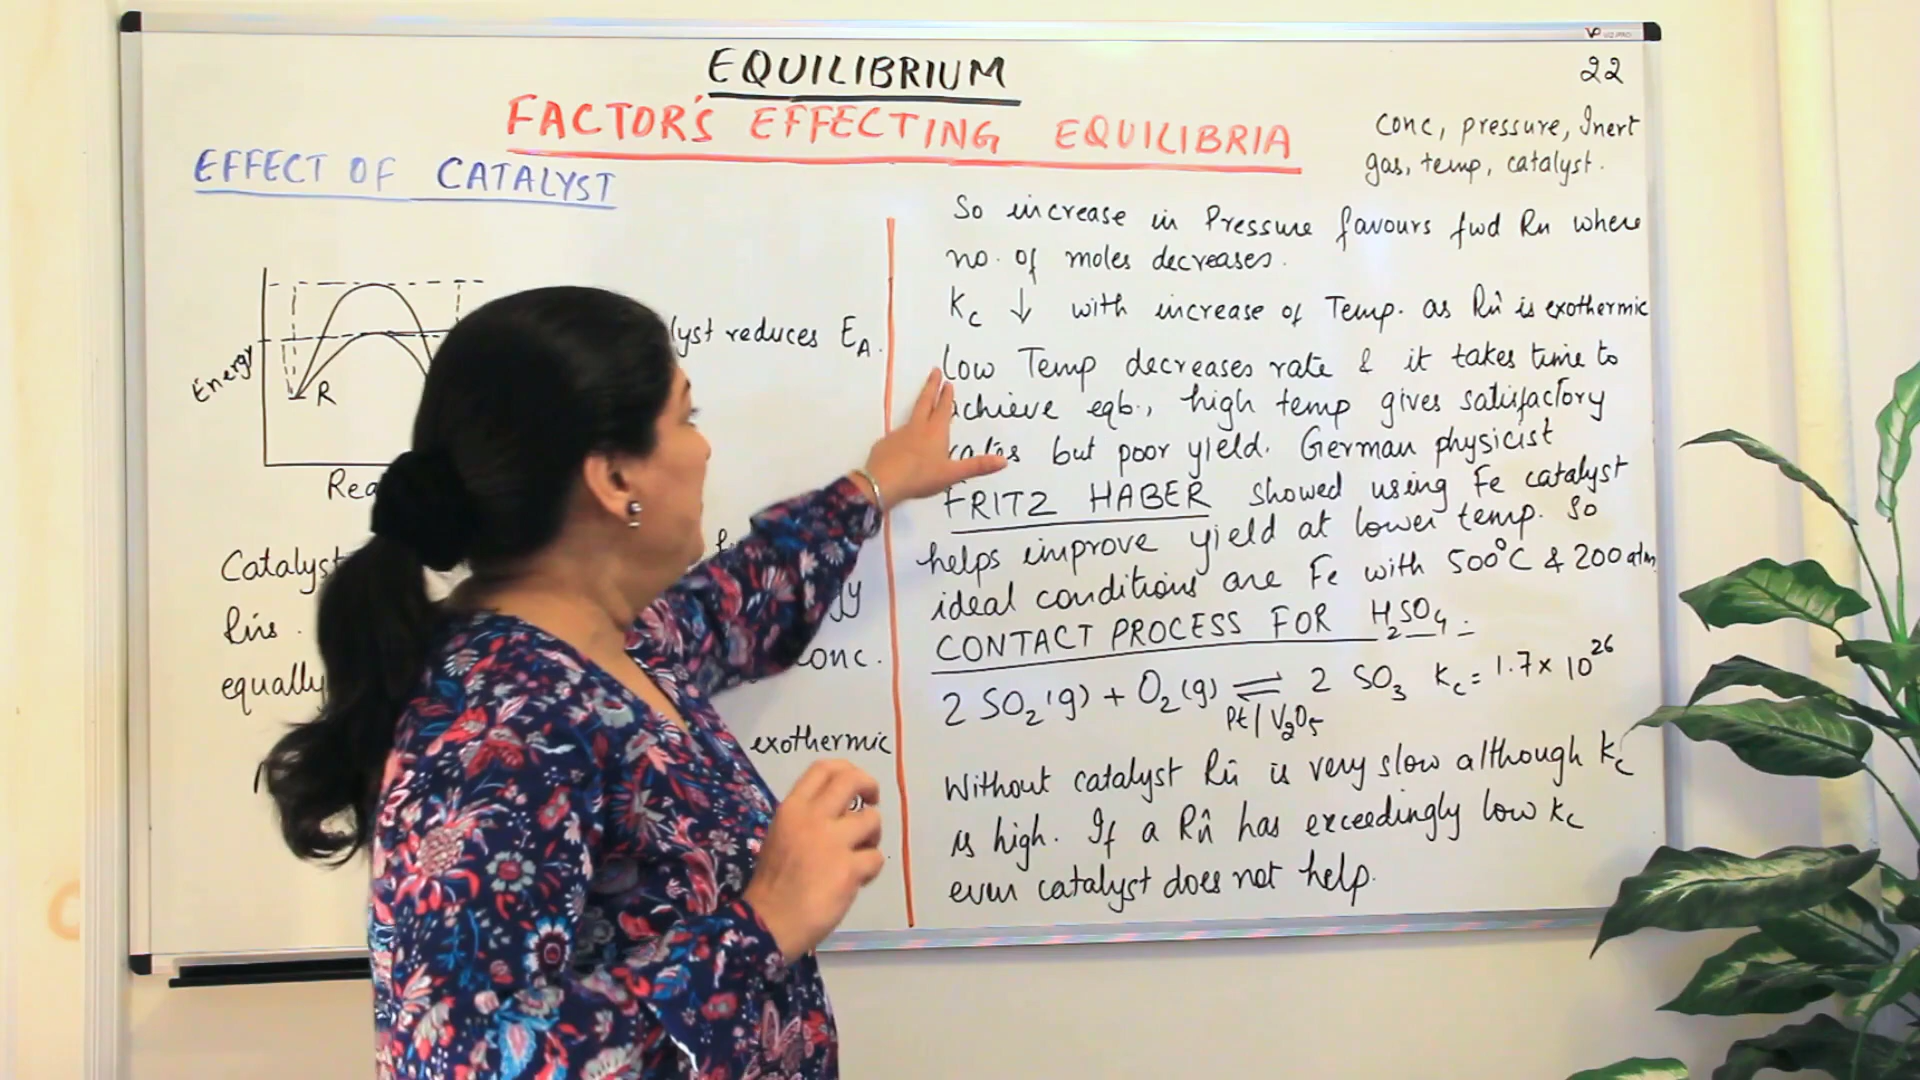 EQUILIBRIUM
22
FACTOR'S EFFECTING EQUILIBRIA
conc, pressure, Inert
gas, temp, catalyst.
EFFECT OF CATALYST
Energy
R
lyst reduces EA.
Rea
Catalyst
Rns.
gy
equally
conc.
exothermic
So increase in Pressure favours fwd Rn where
no. of moles decreases.
Kc ↓ with increase of Temp. as Rn̂ is exothermic
Low Temp decreases rate & it takes time to
achieve eqb., high temp gives satisfactory
rates but poor yield. German physicist
FRITZ HABER showed using Fe catalyst
helps improve yield at lower temp. So
ideal conditions are Fe with 500°C & 200 atm
CONTACT PROCESS FOR H2SO4 :
2 SO2(g) + O2(g) ⇌ 2 SO3 Kc = 1.7 × 10^26
Pt / V2O5
Without catalyst Rn̂ is very slow although Kc
is high. If a Rn̂ has exceedingly low Kc
even catalyst does not help.